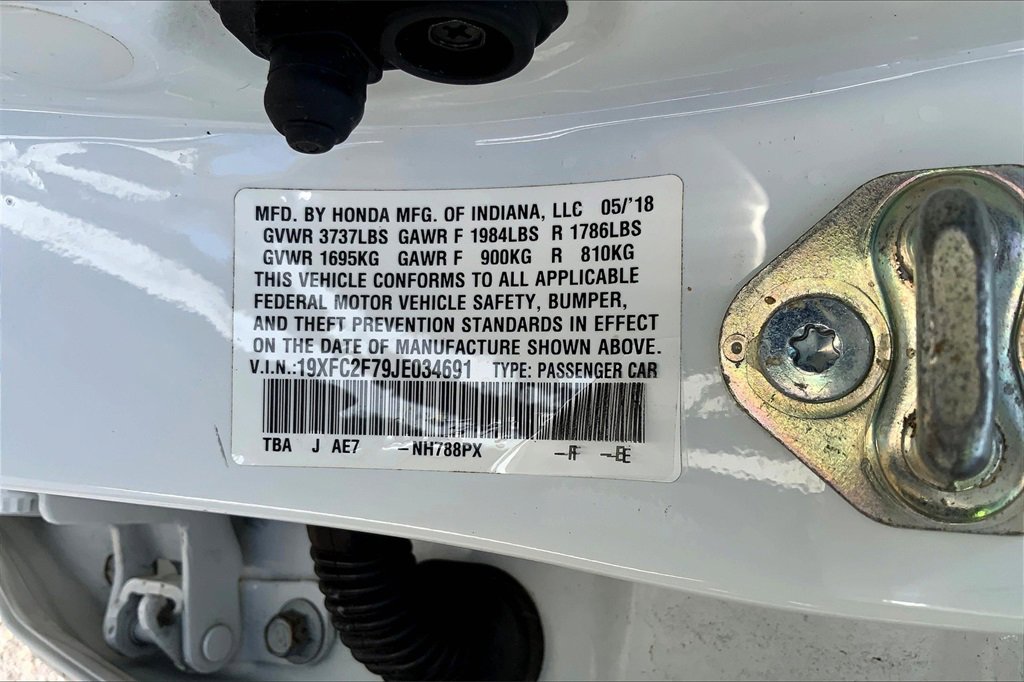 MFD. BY HONDA MFG. OF INDIANA, LLC 05/'18
GVWR 3737LBS GAWR F 1984LBS R 1786LBS
GVWR 1695KG GAWR F 900KG R 810KG
THIS VEHICLE CONFORMS TO ALL APPLICABLE
FEDERAL MOTOR VEHICLE SAFETY, BUMPER,
AND THEFT PREVENTION STANDARDS IN EFFECT
ON THE DATE OF MANUFACTURE SHOWN ABOVE.
V.I.N.:19XFC2F79JE034691 TYPE: PASSENGER CAR
TBA J AE7 –NH788PX